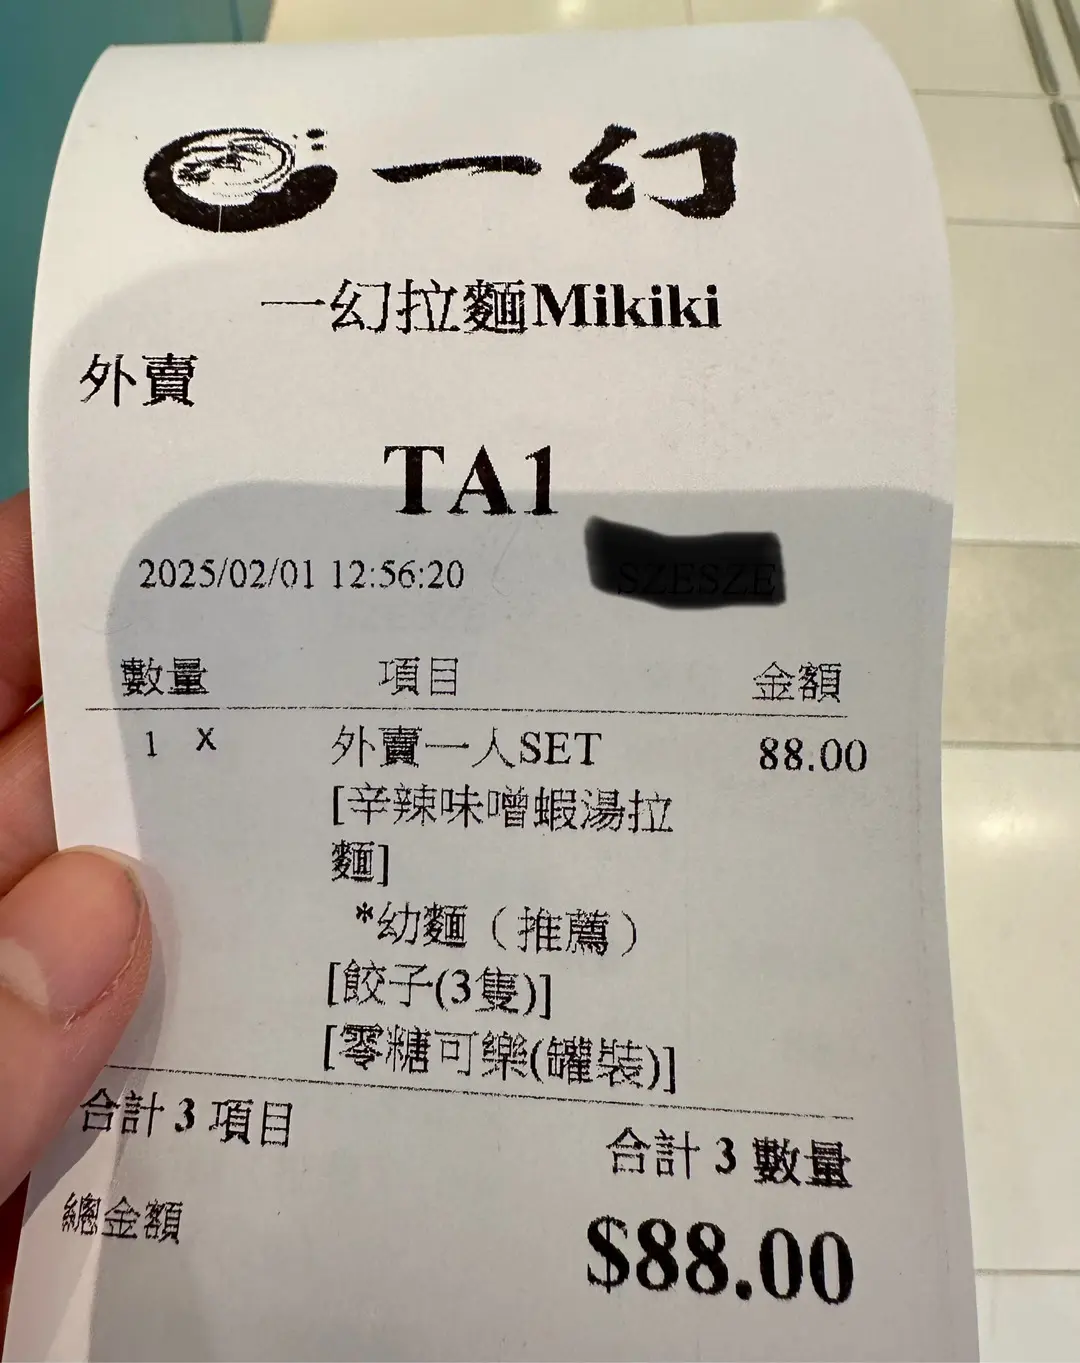 一幻
一幻拉麵Mikiki
外賣
TA1
2025/02/01 12:56:20
數量 項目 金額
1 X 外賣一人SET 88.00
[辛辣味噌蝦湯拉
麵]
*幼麵（推薦）
[餃子(3隻)]
[零糖可樂(罐裝)]
合計 3 項目
合計 3 數量
總金額
$88.00